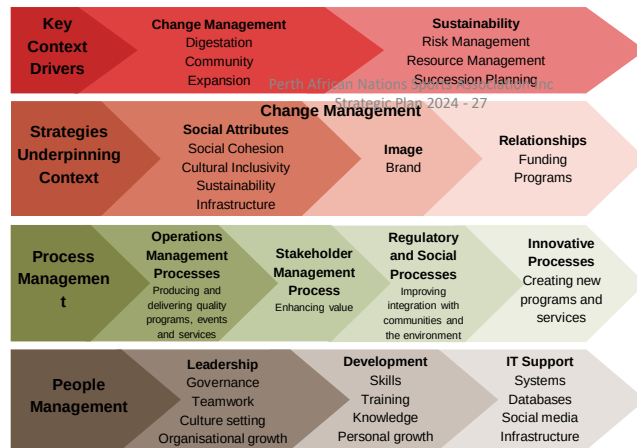 Key
Context
Drivers
Change Management
Digestation
Community
Expansion
Sustainability
Risk Management
Resource Management
Succession Planning
Perth African Nations Sports Association Inc
Strategic Plan 2024 - 27
Change Management
Strategies
Underpinning
Context
Social Attributes
Social Cohesion
Cultural Inclusivity
Sustainability
Infrastructure
Image
Brand
Relationships
Funding
Programs
Process
Managemen
t
Operations
Management
Processes
Producing and
delivering quality
programs, events
and services
Stakeholder
Management
Process
Enhancing value
Regulatory
and Social
Processes
Improving
integration with
communities and
the environment
Innovative
Processes
Creating new
programs and
services
People
Management
Leadership
Governance
Teamwork
Culture setting
Organisational growth
Development
Skills
Training
Knowledge
Personal growth
IT Support
Systems
Databases
Social media
Infrastructure